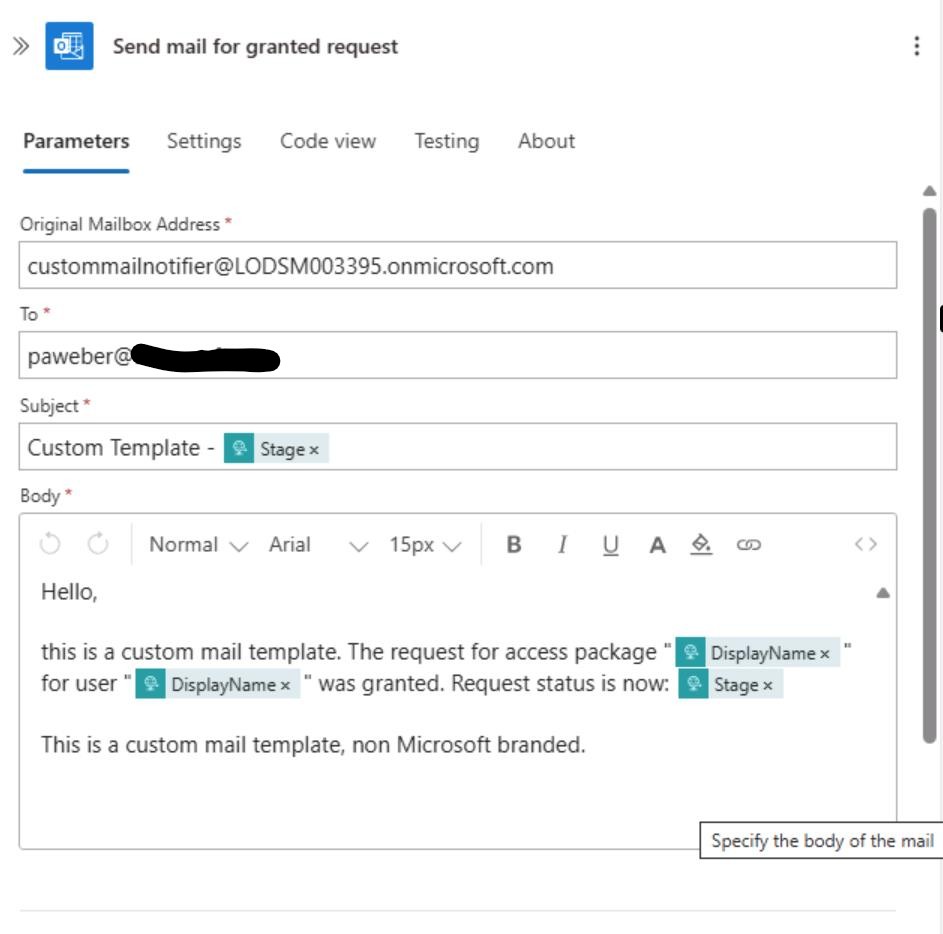 Send mail for granted request
Parameters Settings Code view Testing About
Original Mailbox Address *
custommailnotifier@LODSM003395.onmicrosoft.com
To *
paweber@
Subject *
Custom Template - Stage ×
Body *
Normal Arial 15px B I U A
Hello,
this is a custom mail template. The request for access package " DisplayName × "
for user " DisplayName × " was granted. Request status is now: Stage ×
This is a custom mail template, non Microsoft branded.
Specify the body of the mail